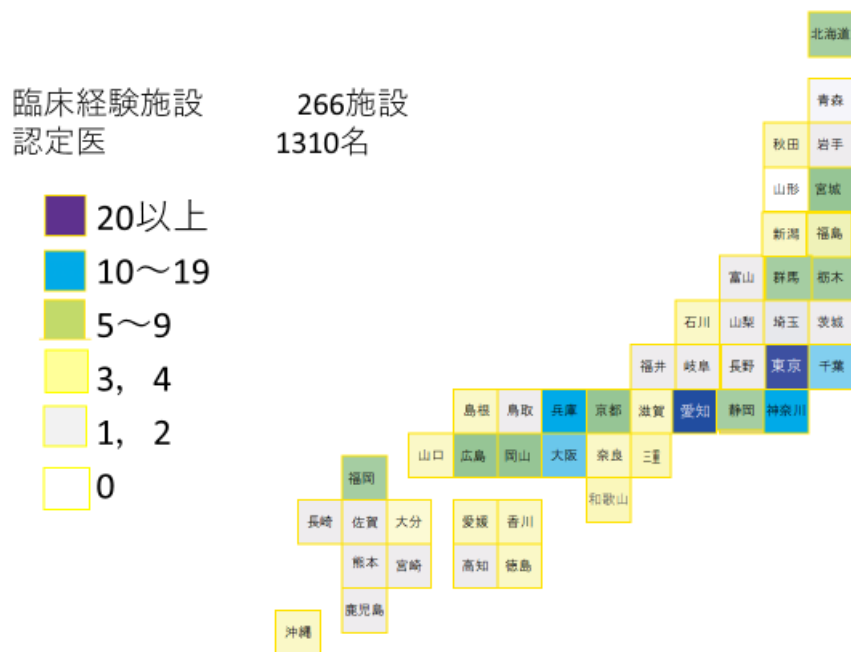 北海道
臨床経験施設 266施設
認定医 1310名
20以上
10～19
5～9
3, 4
1, 2
0
青森
秋田 岩手
山形 宮城
新潟 福島
富山 群馬 栃木
石川 山梨 埼玉 茨城
福井 岐阜 長野 東京 千葉
島根 鳥取 兵庫 京都 滋賀 愛知 静岡 神奈川
山口 広島 岡山 大阪 奈良 三重
福岡 和歌山
長崎 佐賀 大分 愛媛 香川
熊本 宮崎 高知 徳島
鹿児島
沖縄